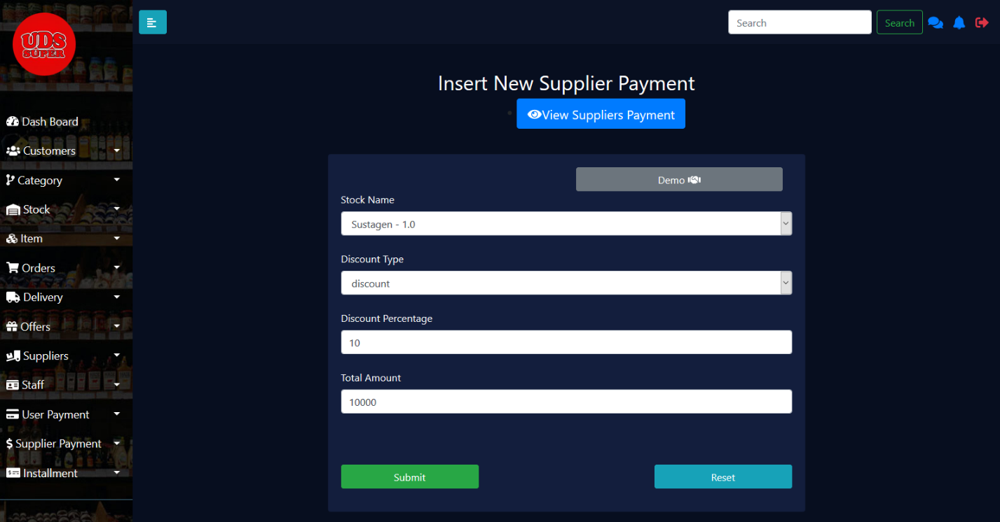 UDS
SUPER
Search
Search
Dash Board
Customers
Category
Stock
Item
Orders
Delivery
Offers
Suppliers
Staff
User Payment
Supplier Payment
Installment
Insert New Supplier Payment
View Suppliers Payment
Demo
Stock Name
Sustagen - 1.0
Discount Type
discount
Discount Percentage
10
Total Amount
10000
Submit
Reset